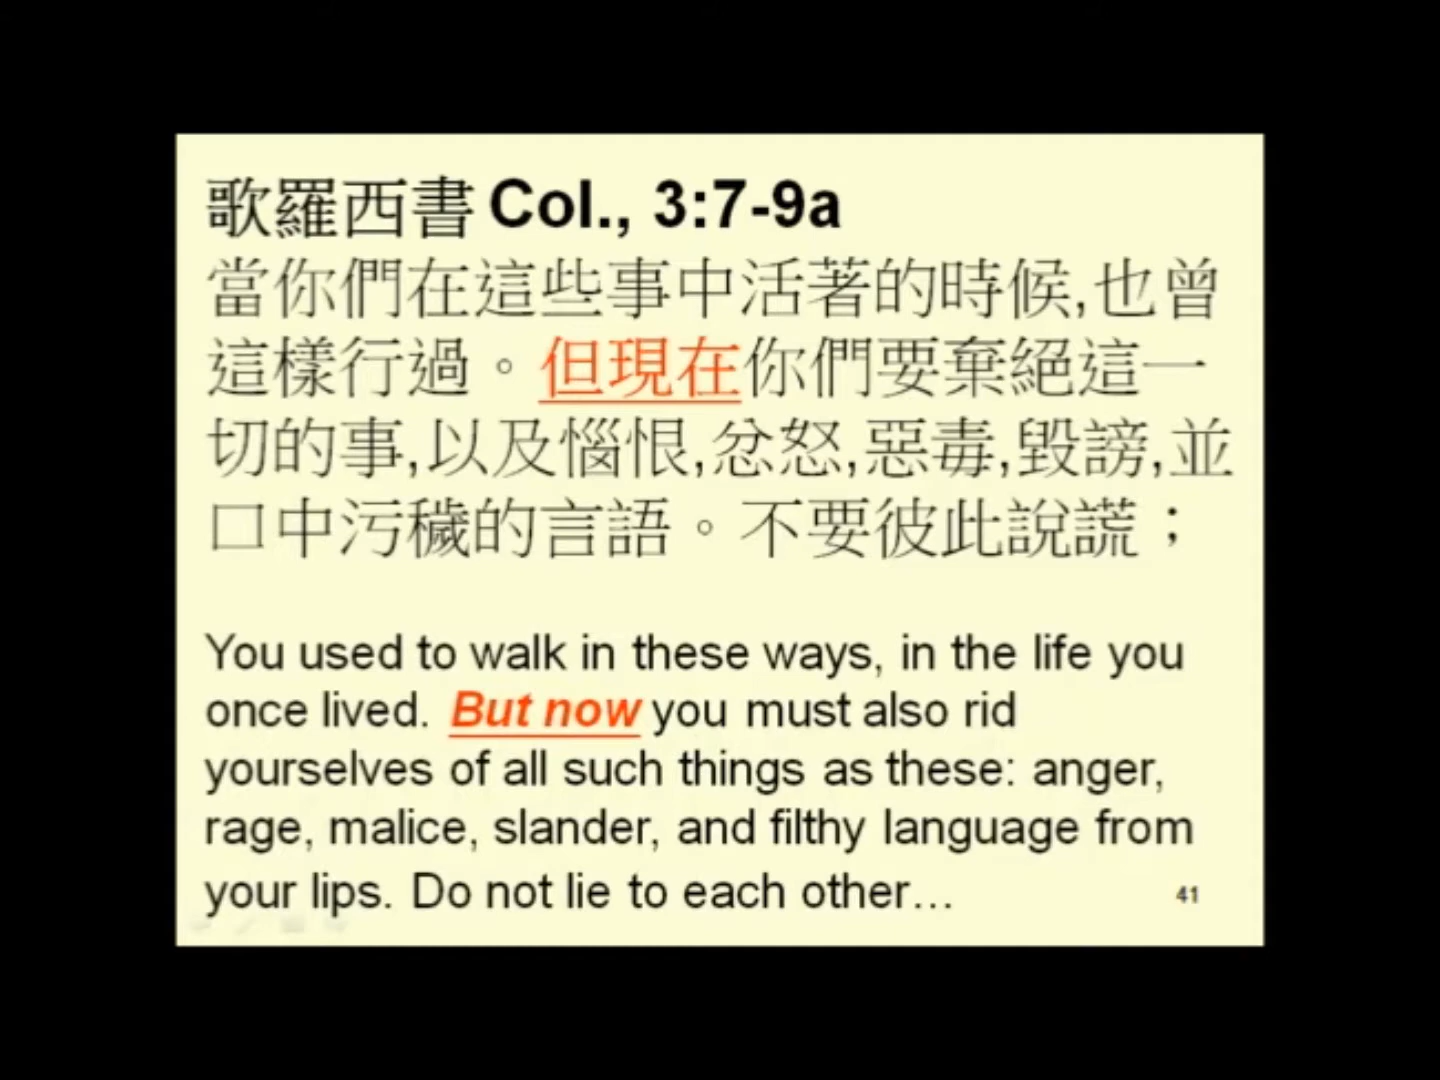 歌羅西書 Col., 3:7-9a
當你們在這些事中活著的時候,也曾
這樣行過。但現在你們要棄絕這一
切的事,以及惱恨,忿怒,惡毒,毀謗,並
口中污穢的言語。不要彼此說謊；
You used to walk in these ways, in the life you
once lived. But now you must also rid
yourselves of all such things as these: anger,
rage, malice, slander, and filthy language from
your lips. Do not lie to each other…
41